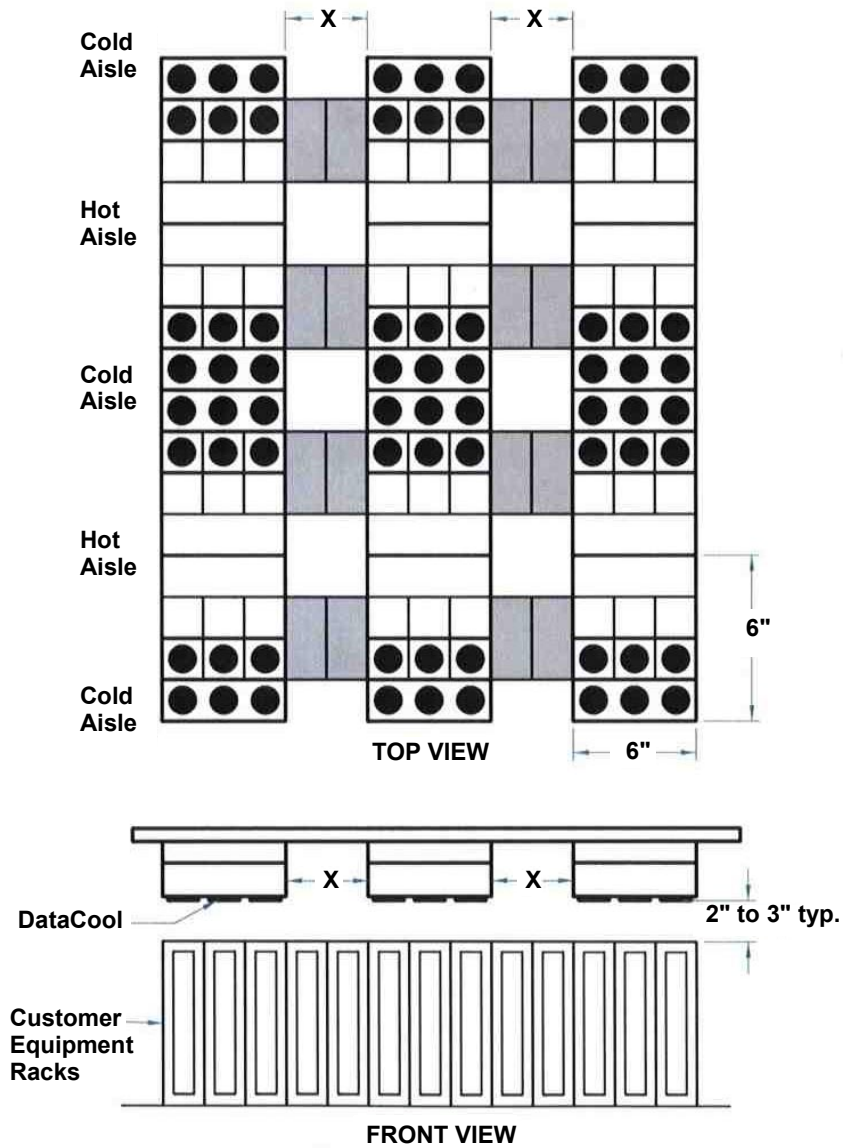 X X
Cold
Aisle
Hot
Aisle
Cold
Aisle
Hot
Aisle
6"
Cold
Aisle
TOP VIEW
6"
X X
DataCool
2" to 3" typ.
Customer
Equipment
Racks
FRONT VIEW